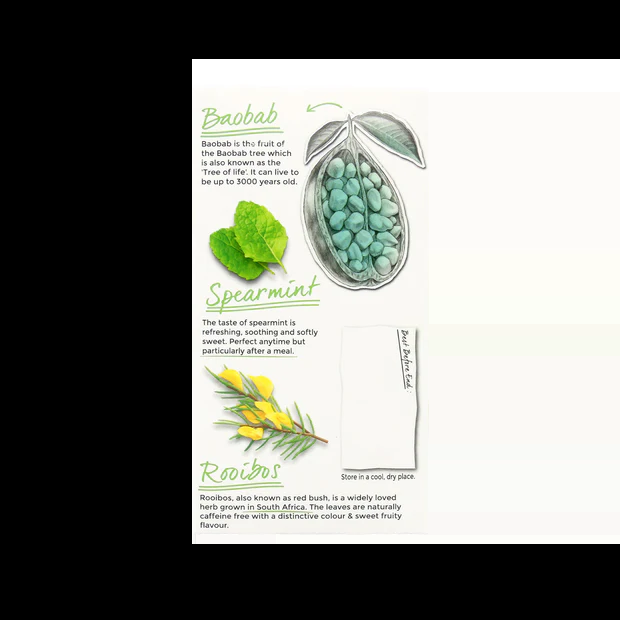 Baobab
Baobab is the fruit of
the Baobab tree which
is also known as the
'Tree of life'. It can live to
be up to 3000 years old.
Spearmint
The taste of spearmint is
refreshing, soothing and softly
sweet. Perfect anytime but
particularly after a meal.
Best Before End:
Store in a cool, dry place.
Rooibos
Rooibos, also known as red bush, is a widely loved
herb grown in South Africa. The leaves are naturally
caffeine free with a distinctive colour & sweet fruity
flavour.